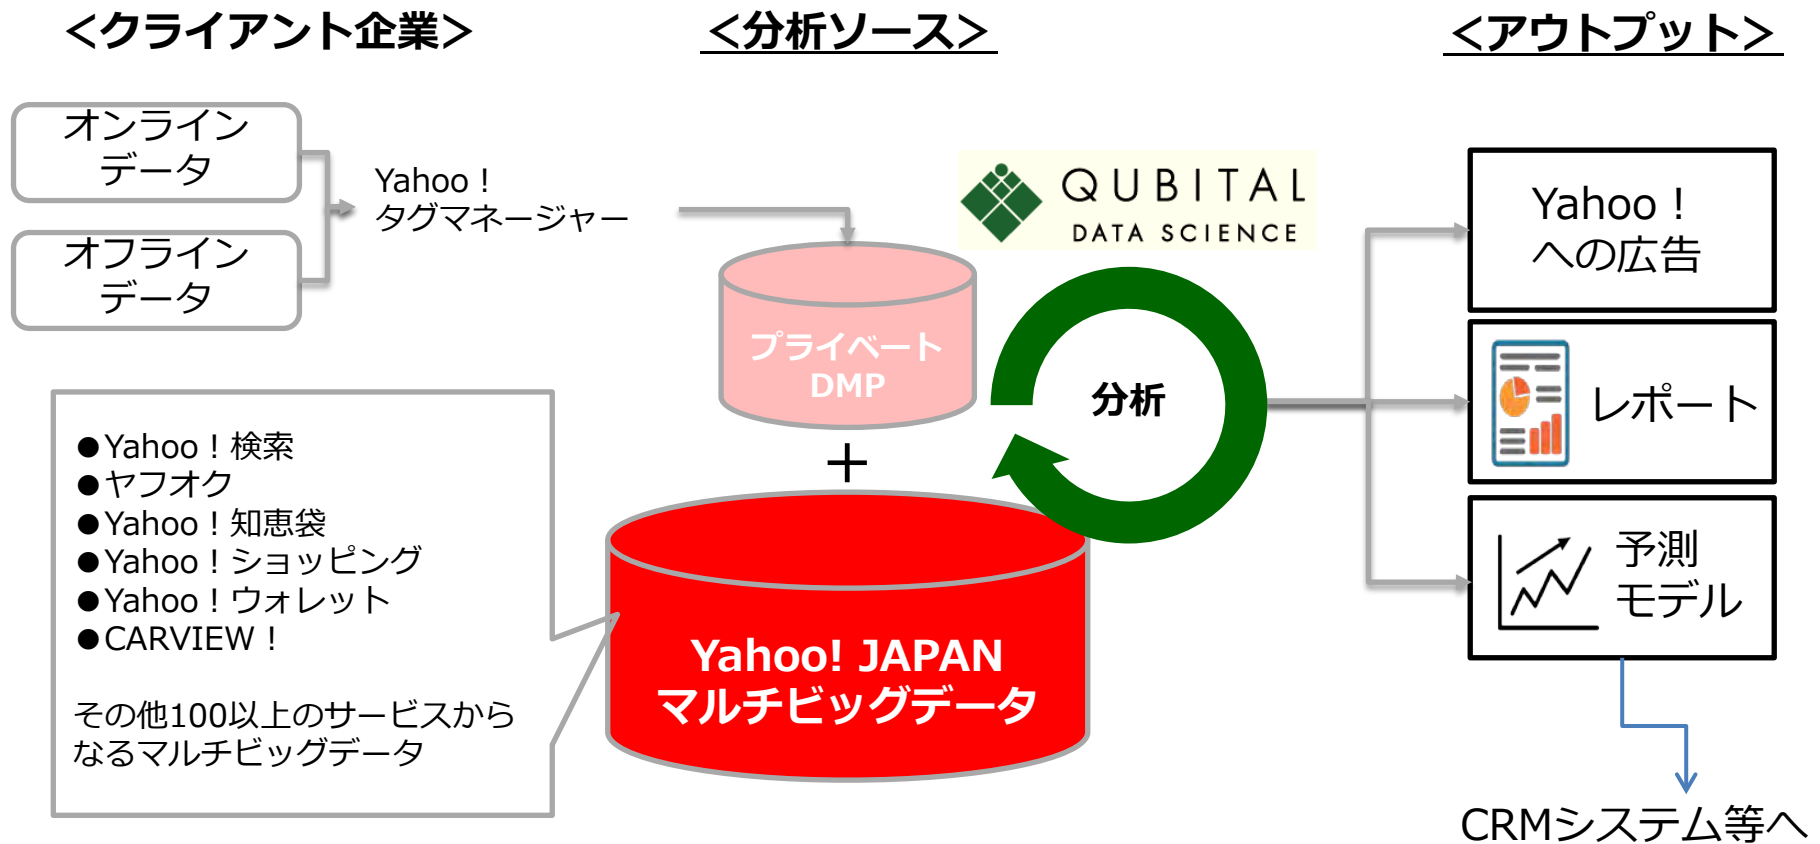 ＜クライアント企業＞
＜分析ソース＞
＜アウトプット＞
オンライン
データ
オフライン
データ
Yahoo！
タグマネージャー
QUBITAL
DATA SCIENCE
プライベート
DMP
＋
分析
Yahoo! JAPAN
マルチビッグデータ
●Yahoo！検索
●ヤフオク
●Yahoo！知恵袋
●Yahoo！ショッピング
●Yahoo！ウォレット
●CARVIEW！
その他100以上のサービスから
なるマルチビッグデータ
Yahoo！
への広告
レポート
予測
モデル
CRMシステム等へ